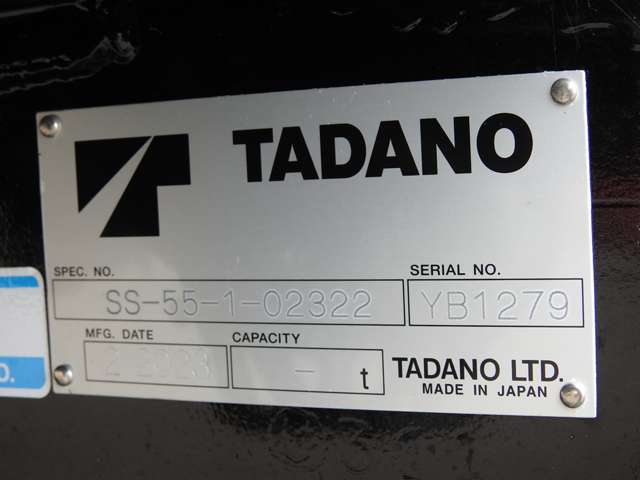 TADANO
SPEC. NO.
SS-55-1-02322
SERIAL NO.
YB1279
MFG. DATE
2 2023
CAPACITY
- t
TADANO LTD.
MADE IN JAPAN
O.